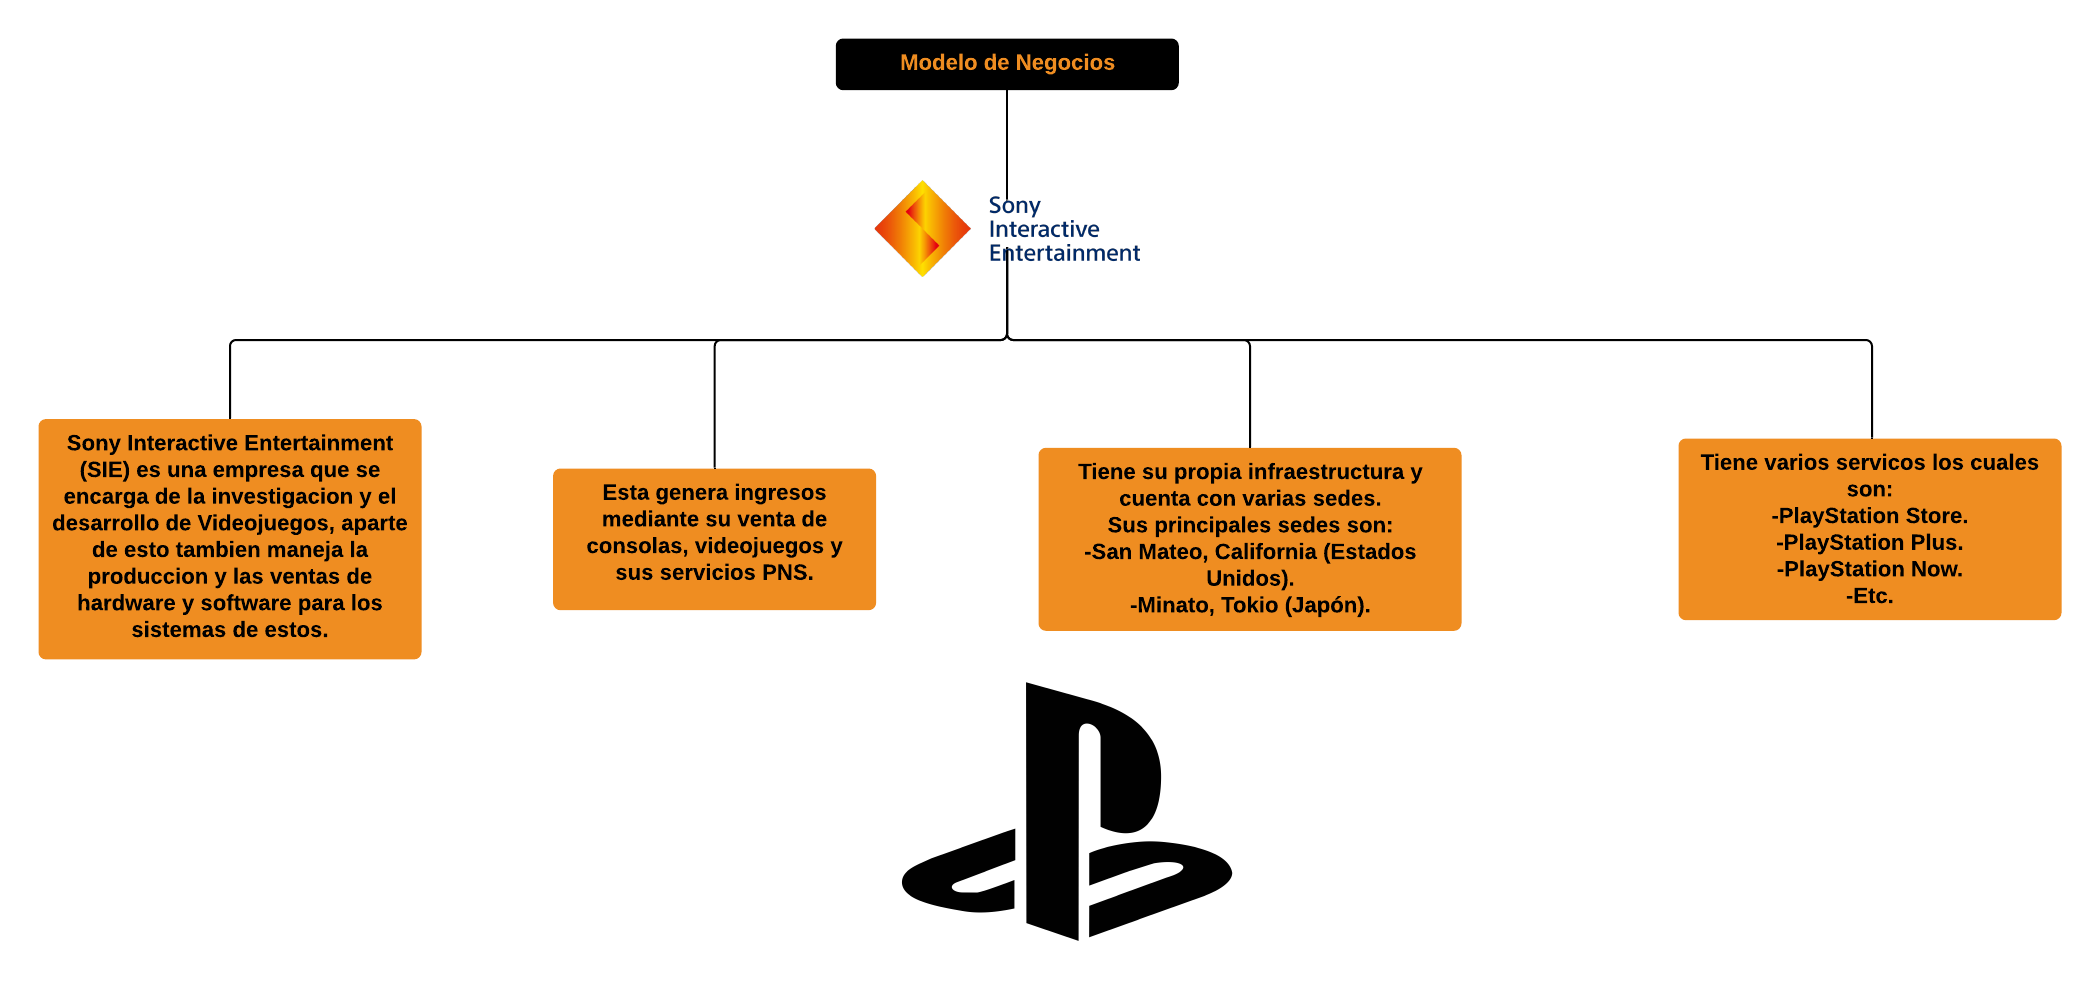 Modelo de Negocios
Sony
Interactive
Entertainment
Sony Interactive Entertainment
(SIE) es una empresa que se
encarga de la investigacion y el
desarrollo de Videojuegos, aparte
de esto tambien maneja la
produccion y las ventas de
hardware y software para los
sistemas de estos.
Esta genera ingresos
mediante su venta de
consolas, videojuegos y
sus servicios PNS.
Tiene su propia infraestructura y
cuenta con varias sedes.
Sus principales sedes son:
-San Mateo, California (Estados
Unidos).
-Minato, Tokio (Japón).
Tiene varios servicos los cuales
son:
-PlayStation Store.
-PlayStation Plus.
-PlayStation Now.
-Etc.